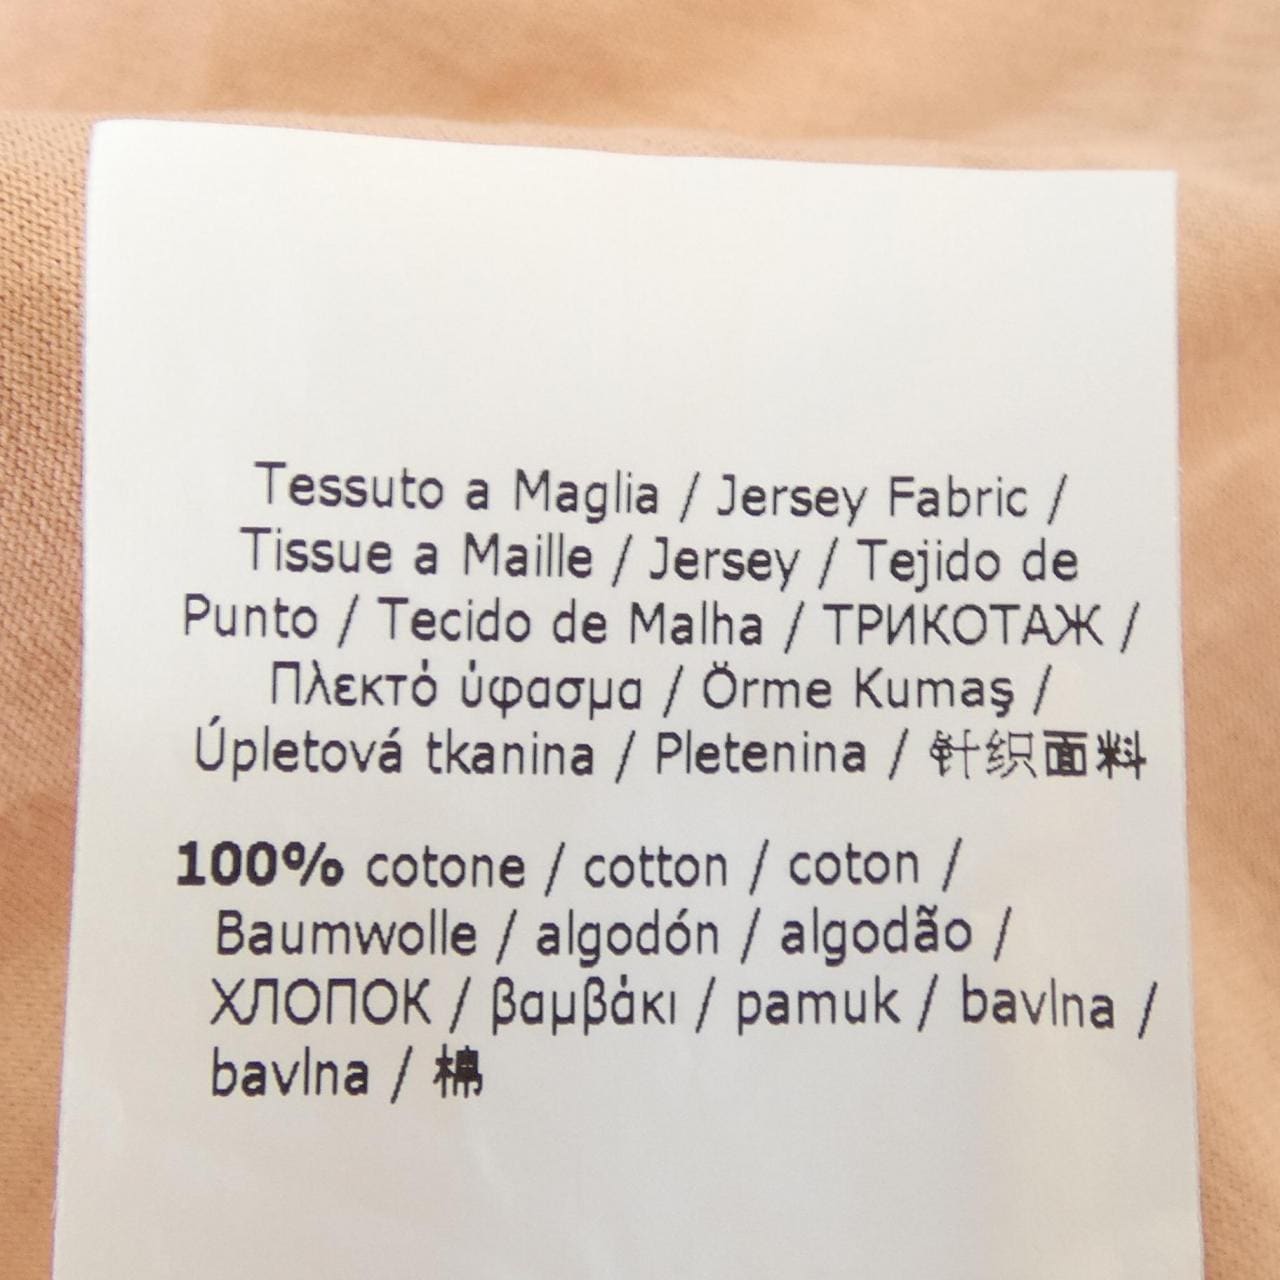 Tessuto a Maglia / Jersey Fabric /
Tissue a Maille / Jersey / Tejido de
Punto / Tecido de Malha / ТРИКОТАЖ /
Πλεκτό ύφασμα / Örme Kumaş /
Úpletová tkanina / Pletenina / 针织面料
100% cotone / cotton / coton /
Baumwolle / algodón / algodão /
ХЛОПОК / βαμβάκι / pamuk / bavlna /
bavlna / 棉